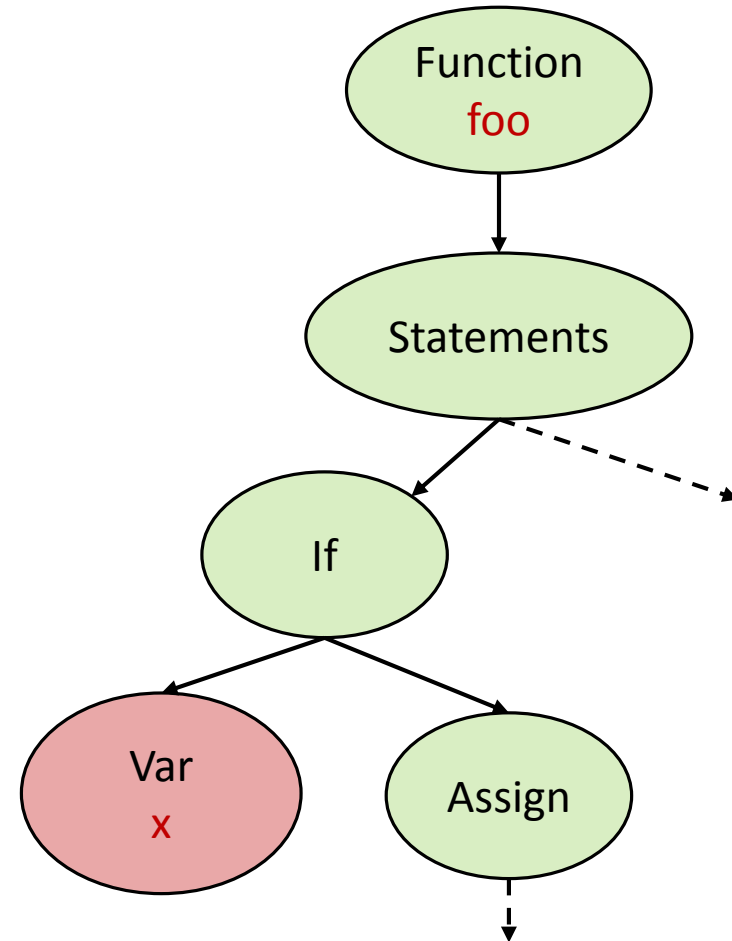 Function
foo
Statements
If
Var
x
Assign